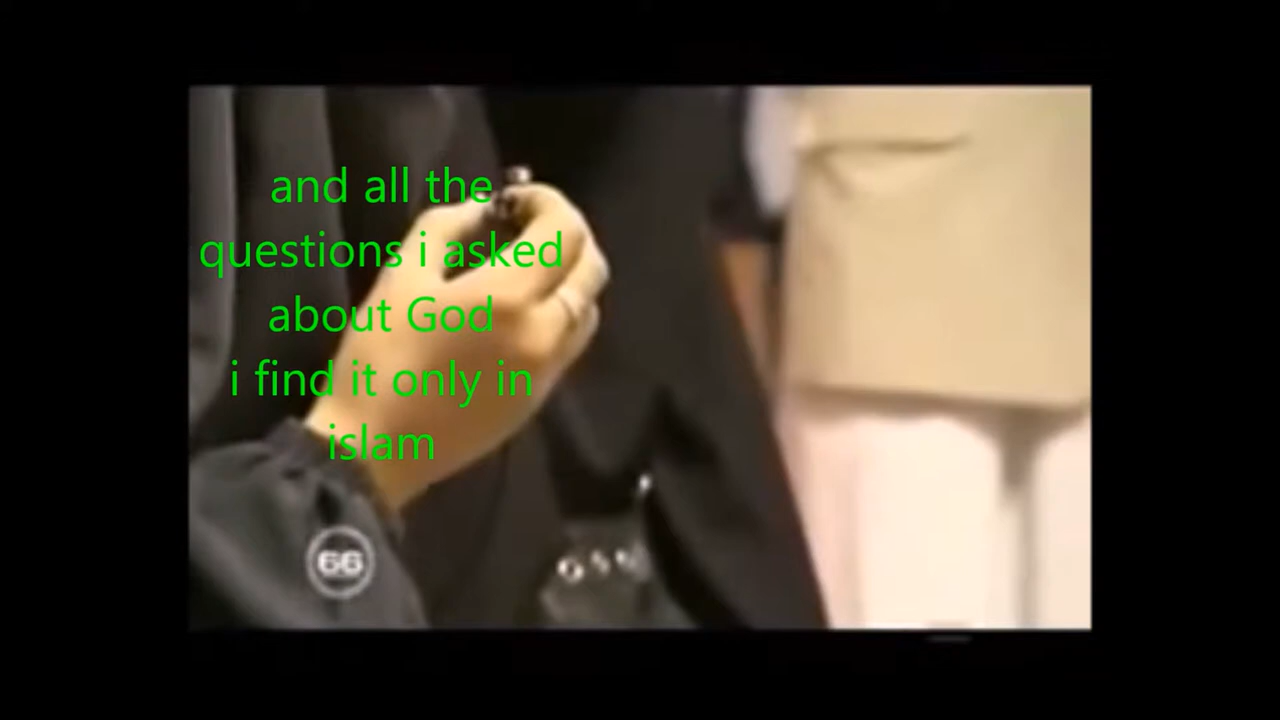 and all the
questions i asked
about God
i find it only in
islam
66